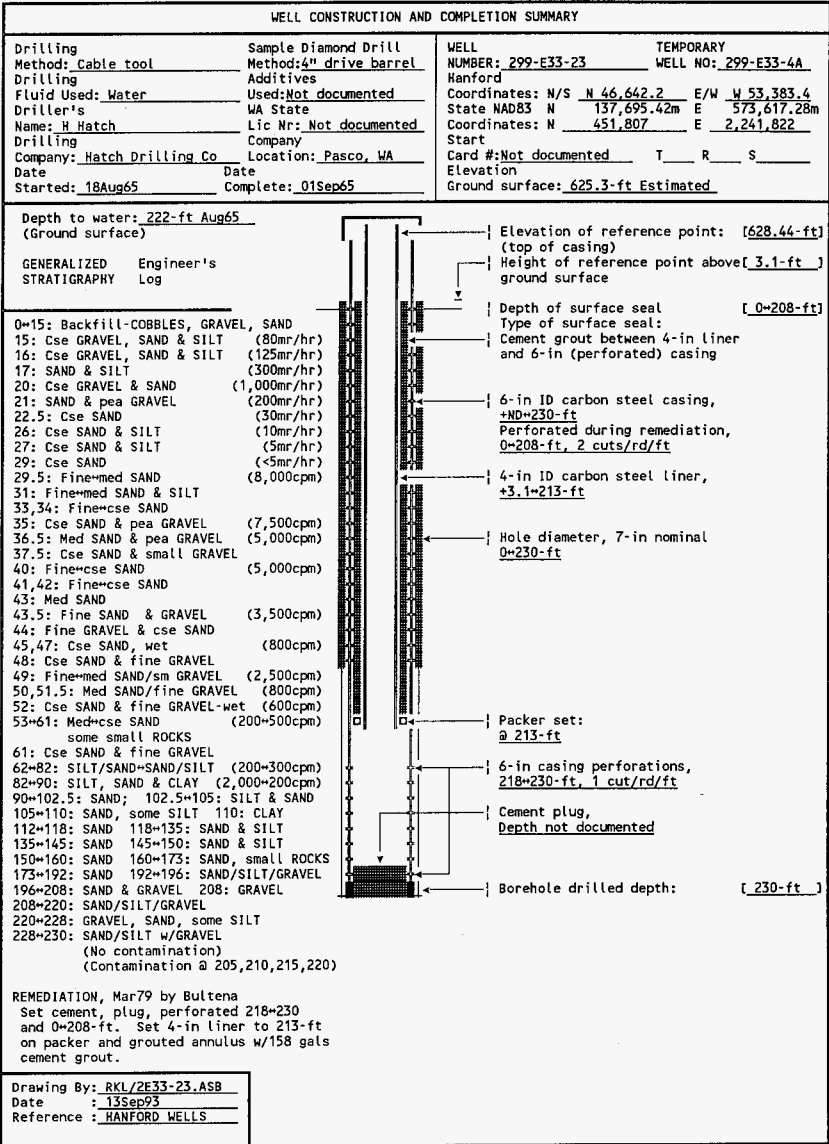 WELL CONSTRUCTION AND COMPLETION SUMMARY
Drilling Sample Diamond Drill
Method: Cable tool Method:4" drive barrel
Drilling Additives
Fluid Used: Water Used:Not documented
Driller's WA State
Name: H Hatch Lic Nr: Not documented
Drilling Company
Company: Hatch Drilling Co Location: Pasco, WA
Date Date
Started: 18Aug65 Complete: 01Sep65
WELL TEMPORARY
NUMBER: 299-E33-23 WELL NO: 299-E33-4A
Hanford
Coordinates: N/S N 46,642.2 E/W W 53,383.4
State NAD83 N 137,695.42m E 573,617.28m
Coordinates: N 451,807 E 2,241,822
Start
Card #:Not documented T___ R___ S___
Elevation
Ground surface: 625.3-ft Estimated
Depth to water: 222-ft Aug65
(Ground surface)
GENERALIZED Engineer's
STRATIGRAPHY Log
0↔15: Backfill-COBBLES, GRAVEL, SAND
15: Cse GRAVEL, SAND & SILT (80mr/hr)
16: Cse GRAVEL, SAND & SILT (125mr/hr)
17: SAND & SILT (300mr/hr)
20: Cse GRAVEL & SAND (1,000mr/hr)
21: SAND & pea GRAVEL (200mr/hr)
22.5: Cse SAND (30mr/hr)
26: Cse SAND & SILT (10mr/hr)
27: Cse SAND & SILT (5mr/hr)
29: Cse SAND (<5mr/hr)
29.5: Fine↔med SAND (8,000cpm)
31: Fine↔med SAND & SILT
33,34: Fine↔cse SAND
35: Cse SAND & pea GRAVEL (7,500cpm)
36.5: Med SAND & pea GRAVEL (5,000cpm)
37.5: Cse SAND & small GRAVEL
40: Fine↔cse SAND (5,000cpm)
41,42: Fine↔cse SAND
43: Med SAND
43.5: Fine SAND & GRAVEL (3,500cpm)
44: Fine GRAVEL & cse SAND
45,47: Cse SAND, wet (800cpm)
48: Cse SAND & fine GRAVEL
49: Fine↔med SAND/sm GRAVEL (2,500cpm)
50,51.5: Med SAND/fine GRAVEL (800cpm)
52: Cse SAND & fine GRAVEL-wet (600cpm)
53↔61: Med↔cse SAND (200↔500cpm)
some small ROCKS
61: Cse SAND & fine GRAVEL
62↔82: SILT/SAND↔SAND/SILT (200↔300cpm)
82↔90: SILT, SAND & CLAY (2,000↔200cpm)
90↔102.5: SAND; 102.5↔105: SILT & SAND
105↔110: SAND, some SILT 110: CLAY
112↔118: SAND 118↔135: SAND & SILT
135↔145: SAND 145↔150: SAND & SILT
150↔160: SAND 160↔173: SAND, small ROCKS
173↔192: SAND 192↔196: SAND/SILT/GRAVEL
196↔208: SAND & GRAVEL 208: GRAVEL
208↔220: SAND/SILT/GRAVEL
220↔228: GRAVEL, SAND, some SILT
228↔230: SAND/SILT w/GRAVEL
(No contamination)
(Contamination @ 205,210,215,220)
REMEDIATION, Mar79 by Bultena
Set cement, plug, perforated 218↔230
and 0↔208-ft. Set 4-in liner to 213-ft
on packer and grouted annulus w/158 gals
cement grout.
Elevation of reference point: [628.44-ft]
(top of casing)
Height of reference point above[ 3.1-ft ]
ground surface
Depth of surface seal [ 0↔208-ft]
Type of surface seal:
Cement grout between 4-in liner
and 6-in (perforated) casing
6-in ID carbon steel casing,
+ND↔230-ft
Perforated during remediation,
0↔208-ft, 2 cuts/rd/ft
4-in ID carbon steel liner,
+3.1↔213-ft
Hole diameter, 7-in nominal
0↔230-ft
Packer set:
@ 213-ft
6-in casing perforations,
218↔230-ft, 1 cut/rd/ft
Cement plug,
Depth not documented
Borehole drilled depth: [ 230-ft ]
Drawing By: RKL/2E33-23.ASB
Date : 13Sep93
Reference : HANFORD WELLS